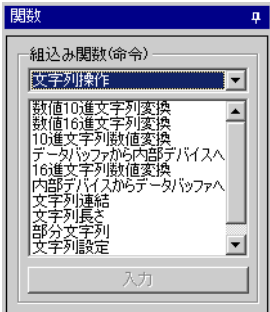 関数
組込み関数(命令)
文字列操作
数値10進文字列変換
数値16進文字列変換
10進文字列数値変換
データバッファから内部デバイスへ
16進文字列数値変換
内部デバイスからデータバッファへ
文字列連結
文字列長さ
部分文字列
文字列設定
入力